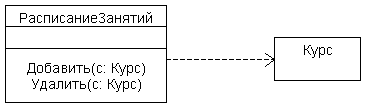 РасписаниеЗанятий
Добавить(с: Курс)
Удалить(с: Курс)
Курс